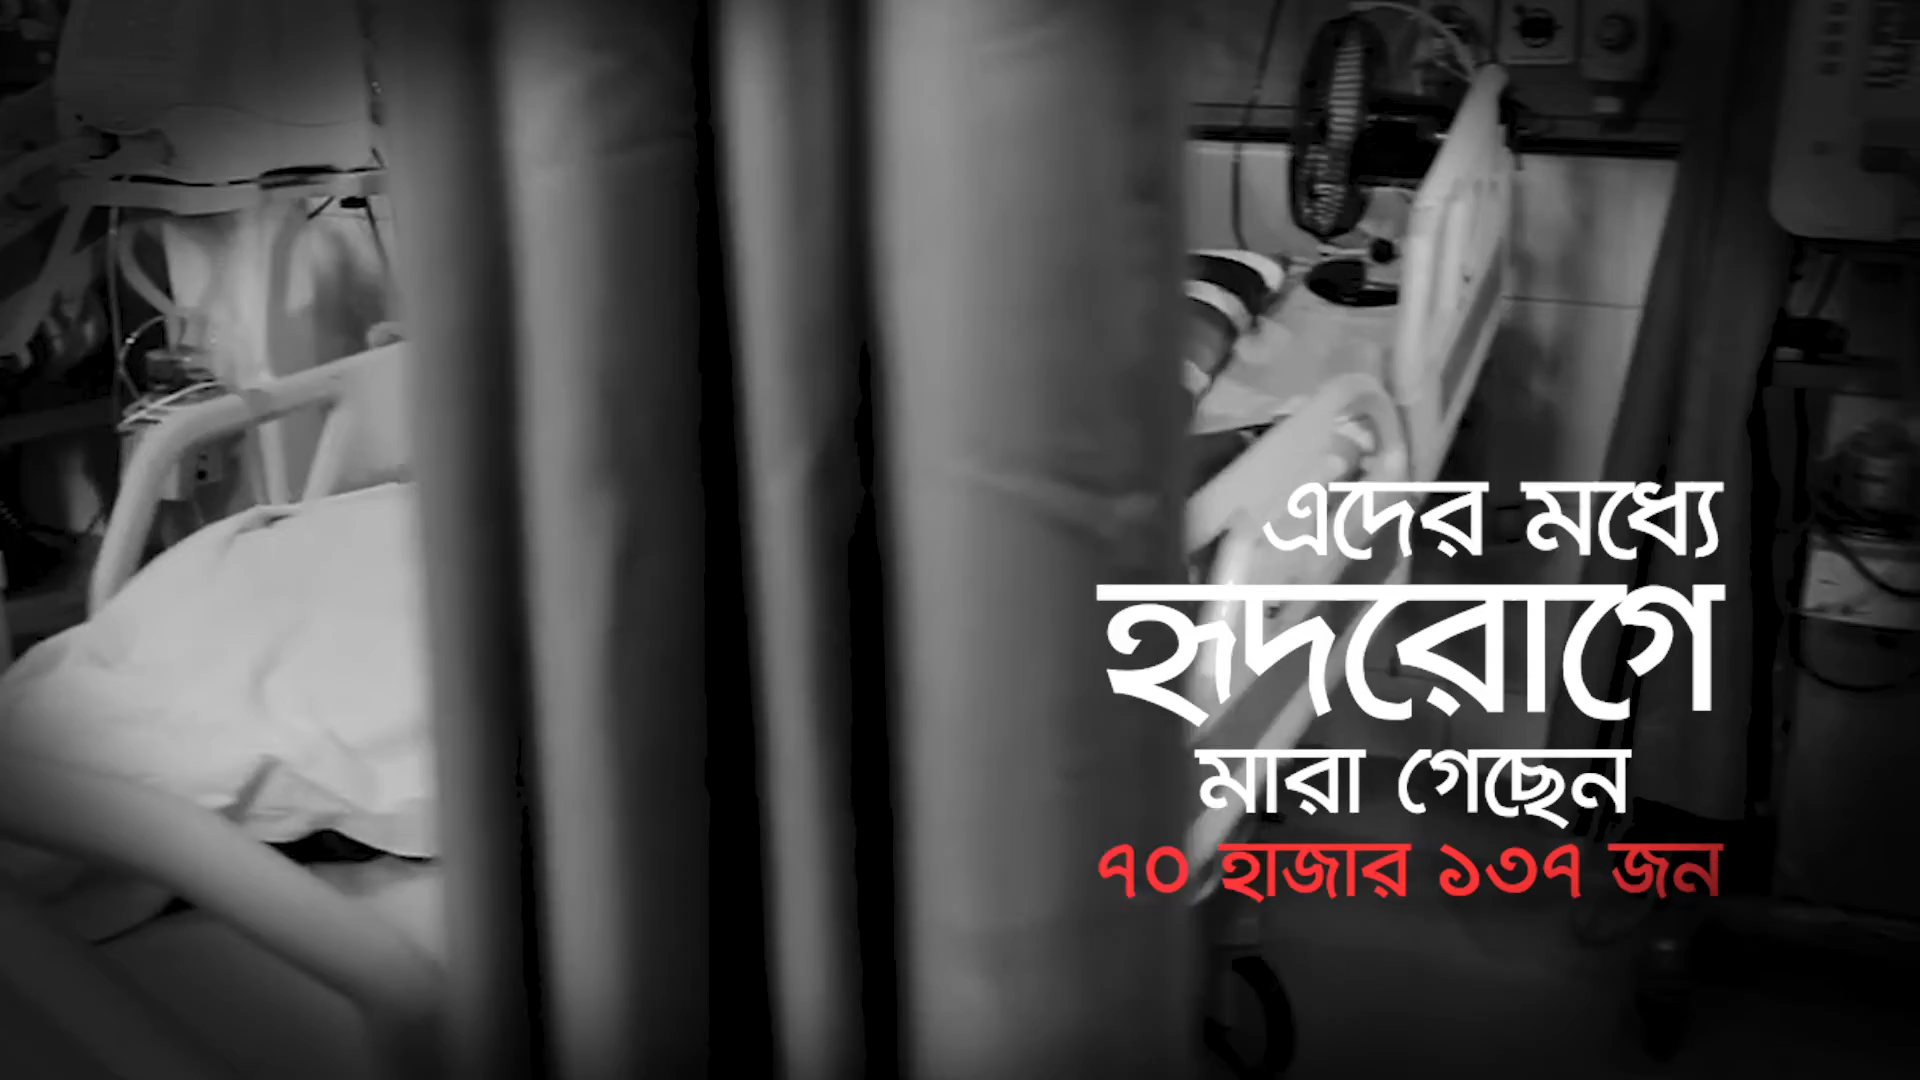 এদের মধ্যে
হৃদরোগে
মারা গেছেন
৭০ হাজার ১৩৭ জন